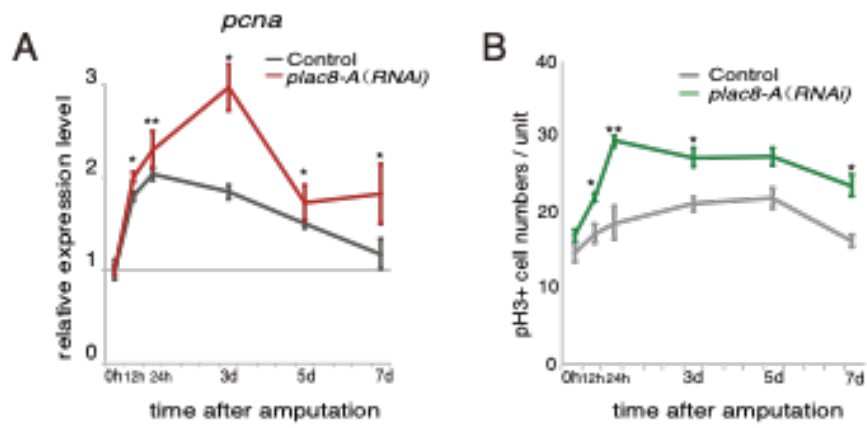 pcna
A
Control
plac8-A(RNAi)
relative expression level
3
2
1
0
*
**
*
*
*
0h 12h 24h 3d 5d 7d
time after amputation
B
Control
plac8-A(RNAi)
pH3+ cell numbers / unit
40
30
20
10
0
*
**
*
*
0h 12h 24h 3d 5d 7d
time after amputation